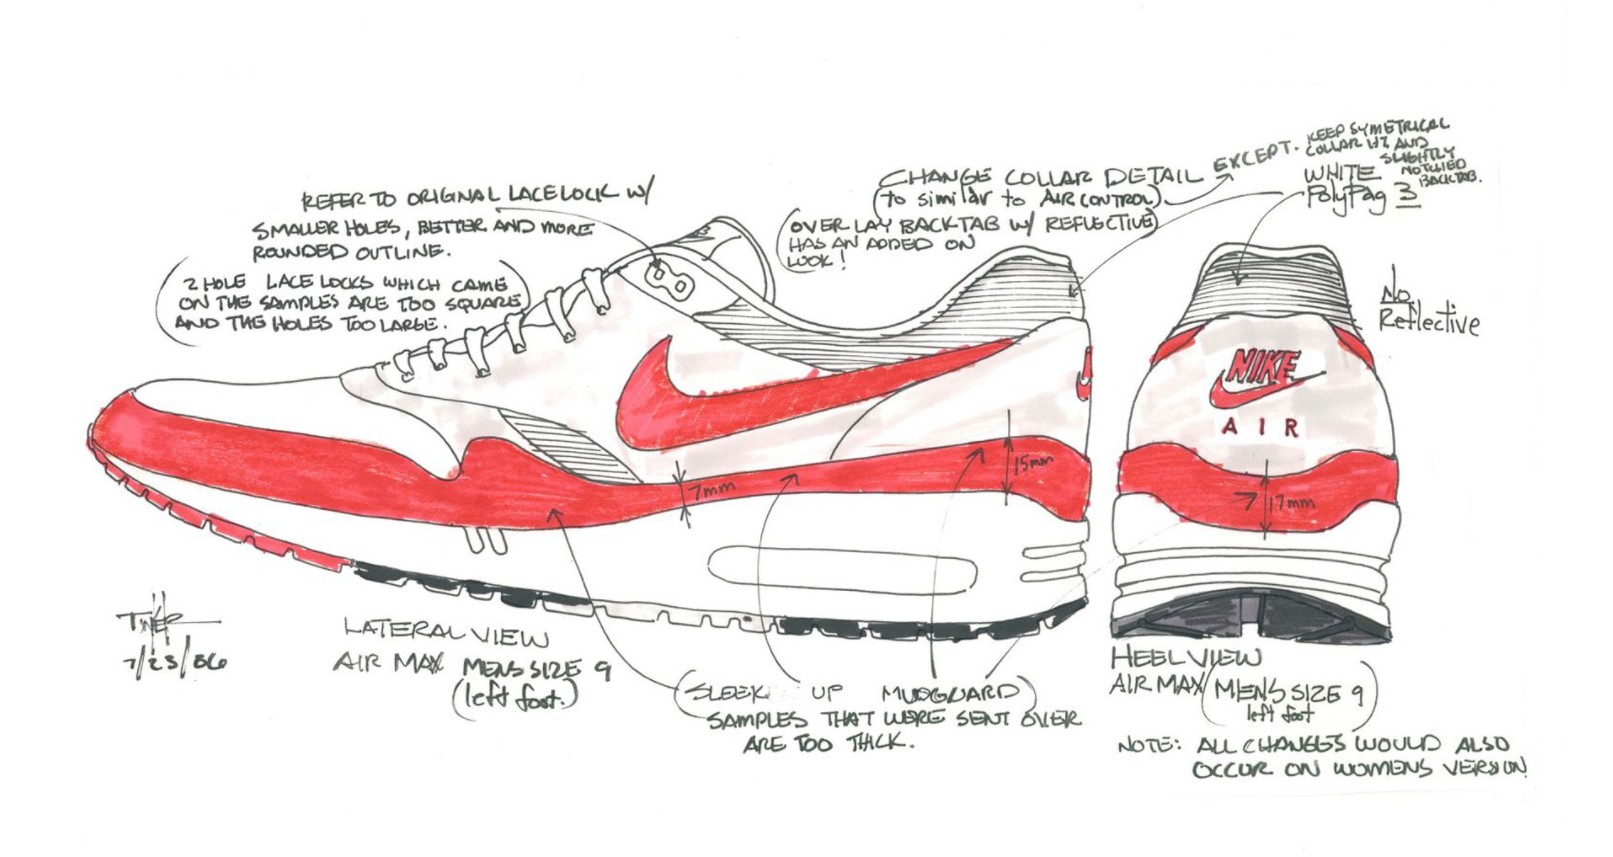 REFER TO ORIGINAL LACE LOCK W/
SMALLER HOLES, BETTER AND MORE
ROUNDED OUTLINE.
(2 HOLE LACE LOCKS WHICH CAME
ON THE SAMPLES ARE TOO SQUARE
AND THE HOLES TOO LARGE.)
CHANGE COLLAR DETAIL
(to similar to AIR CONTROL)
(OVER LAY BACKTAB W/ REFLECTIVE)
HAS AN ADDED ON
LOOK!
EXCEPT.
KEEP SYMETRICAL
COLLAR HT AND
SLIGHTLY
NOTCHED
BACKTAB.
WHITE
PolyPag 3
No
Reflective
NIKE
AIR
7mm
15mm
17mm
TINKER
7/23/86
LATERAL VIEW
AIR MAX MENS SIZE 9
(left foot.)
(SLEEK UP MUDGUARD)
SAMPLES THAT WERE SENT OVER
ARE TOO THICK.
HEEL VIEW
AIR MAX (MENS SIZE 9
left foot)
NOTE: ALL CHANGES WOULD ALSO
OCCUR ON WOMENS VERSION